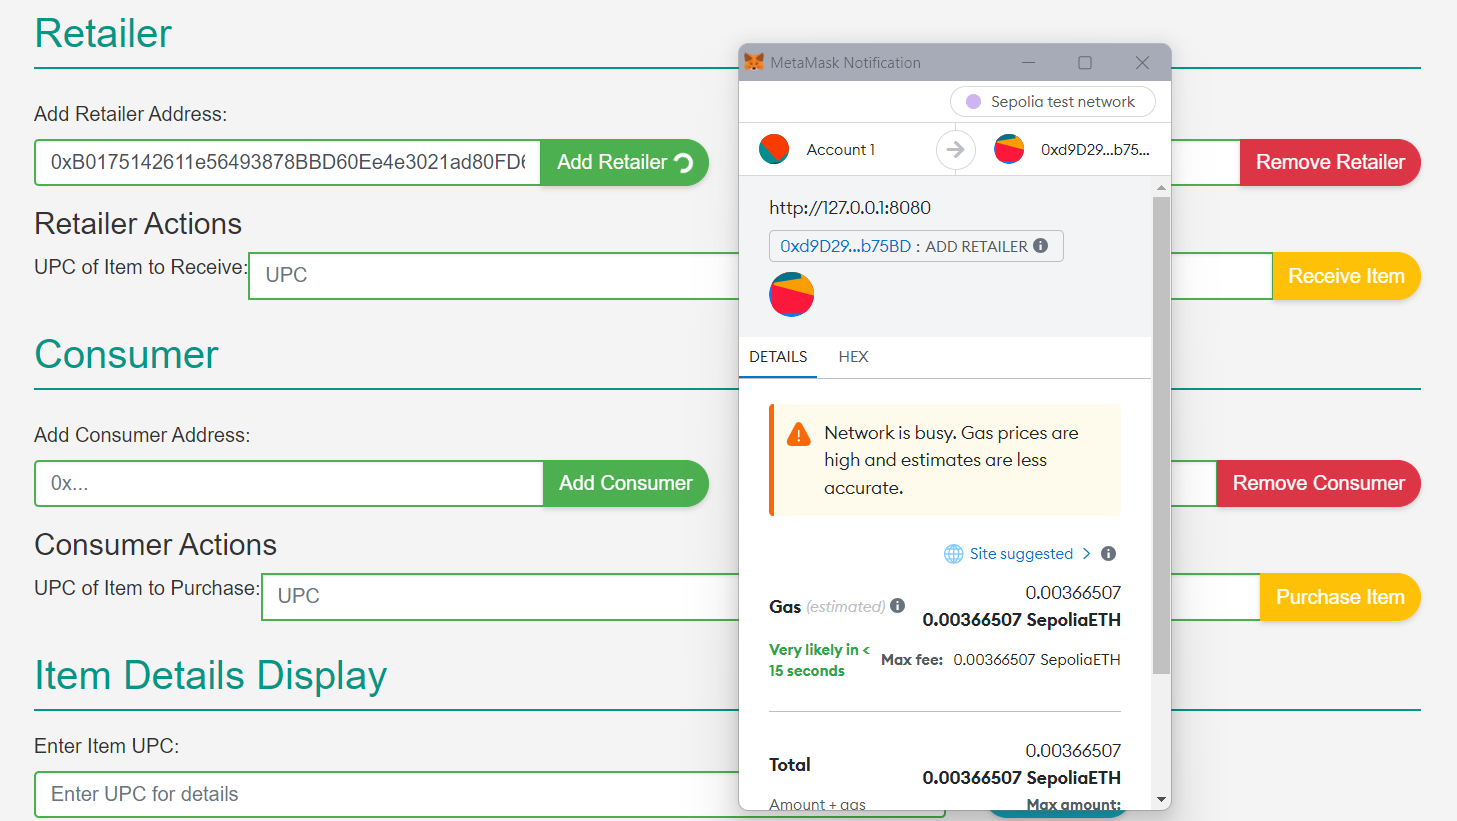 Retailer
Add Retailer Address:
0xB0175142611e56493878BBD60Ee4e3021ad80FD6
Add Retailer
Remove Retailer
Retailer Actions
UPC of Item to Receive:
UPC
Receive Item
Consumer
Add Consumer Address:
0x...
Add Consumer
Remove Consumer
Consumer Actions
UPC of Item to Purchase:
UPC
Purchase Item
Item Details Display
Enter Item UPC:
Enter UPC for details
MetaMask Notification
Sepolia test network
Account 1
0xd9D29...b75...
http://127.0.0.1:8080
0xd9D29...b75BD : ADD RETAILER
DETAILS
HEX
Network is busy. Gas prices are
high and estimates are less
accurate.
Site suggested >
0.00366507
Gas (estimated)
0.00366507 SepoliaETH
Very likely in <
15 seconds
Max fee: 0.00366507 SepoliaETH
0.00366507
Total
0.00366507 SepoliaETH
Amount + gas
Max amount: